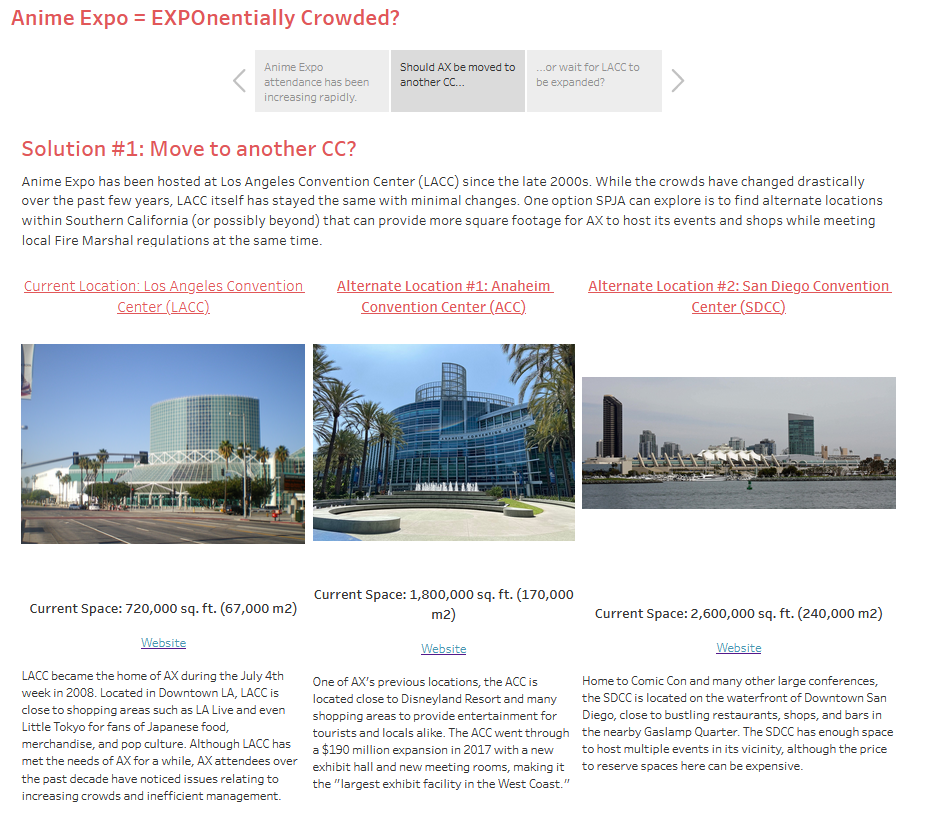 Anime Expo = EXPOnentially Crowded?
Anime Expo
attendance has been
increasing rapidly.
Should AX be moved to
another CC...
...or wait for LACC to
be expanded?
Solution #1: Move to another CC?
Anime Expo has been hosted at Los Angeles Convention Center (LACC) since the late 2000s. While the crowds have changed drastically
over the past few years, LACC itself has stayed the same with minimal changes. One option SPJA can explore is to find alternate locations
within Southern California (or possibly beyond) that can provide more square footage for AX to host its events and shops while meeting
local Fire Marshal regulations at the same time.
Current Location: Los Angeles Convention
Center (LACC)
Alternate Location #1: Anaheim
Convention Center (ACC)
Alternate Location #2: San Diego Convention
Center (SDCC)
ANAHEIM CONVENTION CENTER
Current Space: 720,000 sq. ft. (67,000 m2)
Website
LACC became the home of AX during the July 4th
week in 2008. Located in Downtown LA, LACC is
close to shopping areas such as LA Live and even
Little Tokyo for fans of Japanese food,
merchandise, and pop culture. Although LACC has
met the needs of AX for a while, AX attendees over
the past decade have noticed issues relating to
increasing crowds and inefficient management.
Current Space: 1,800,000 sq. ft. (170,000
m2)
Website
One of AX's previous locations, the ACC is
located close to Disneyland Resort and many
shopping areas to provide entertainment for
tourists and locals alike. The ACC went through
a $190 million expansion in 2017 with a new
exhibit hall and new meeting rooms, making it
the "largest exhibit facility in the West Coast."
Current Space: 2,600,000 sq. ft. (240,000 m2)
Website
Home to Comic Con and many other large conferences,
the SDCC is located on the waterfront of Downtown San
Diego, close to bustling restaurants, shops, and bars in
the nearby Gaslamp Quarter. The SDCC has enough space
to host multiple events in its vicinity, although the price
to reserve spaces here can be expensive.